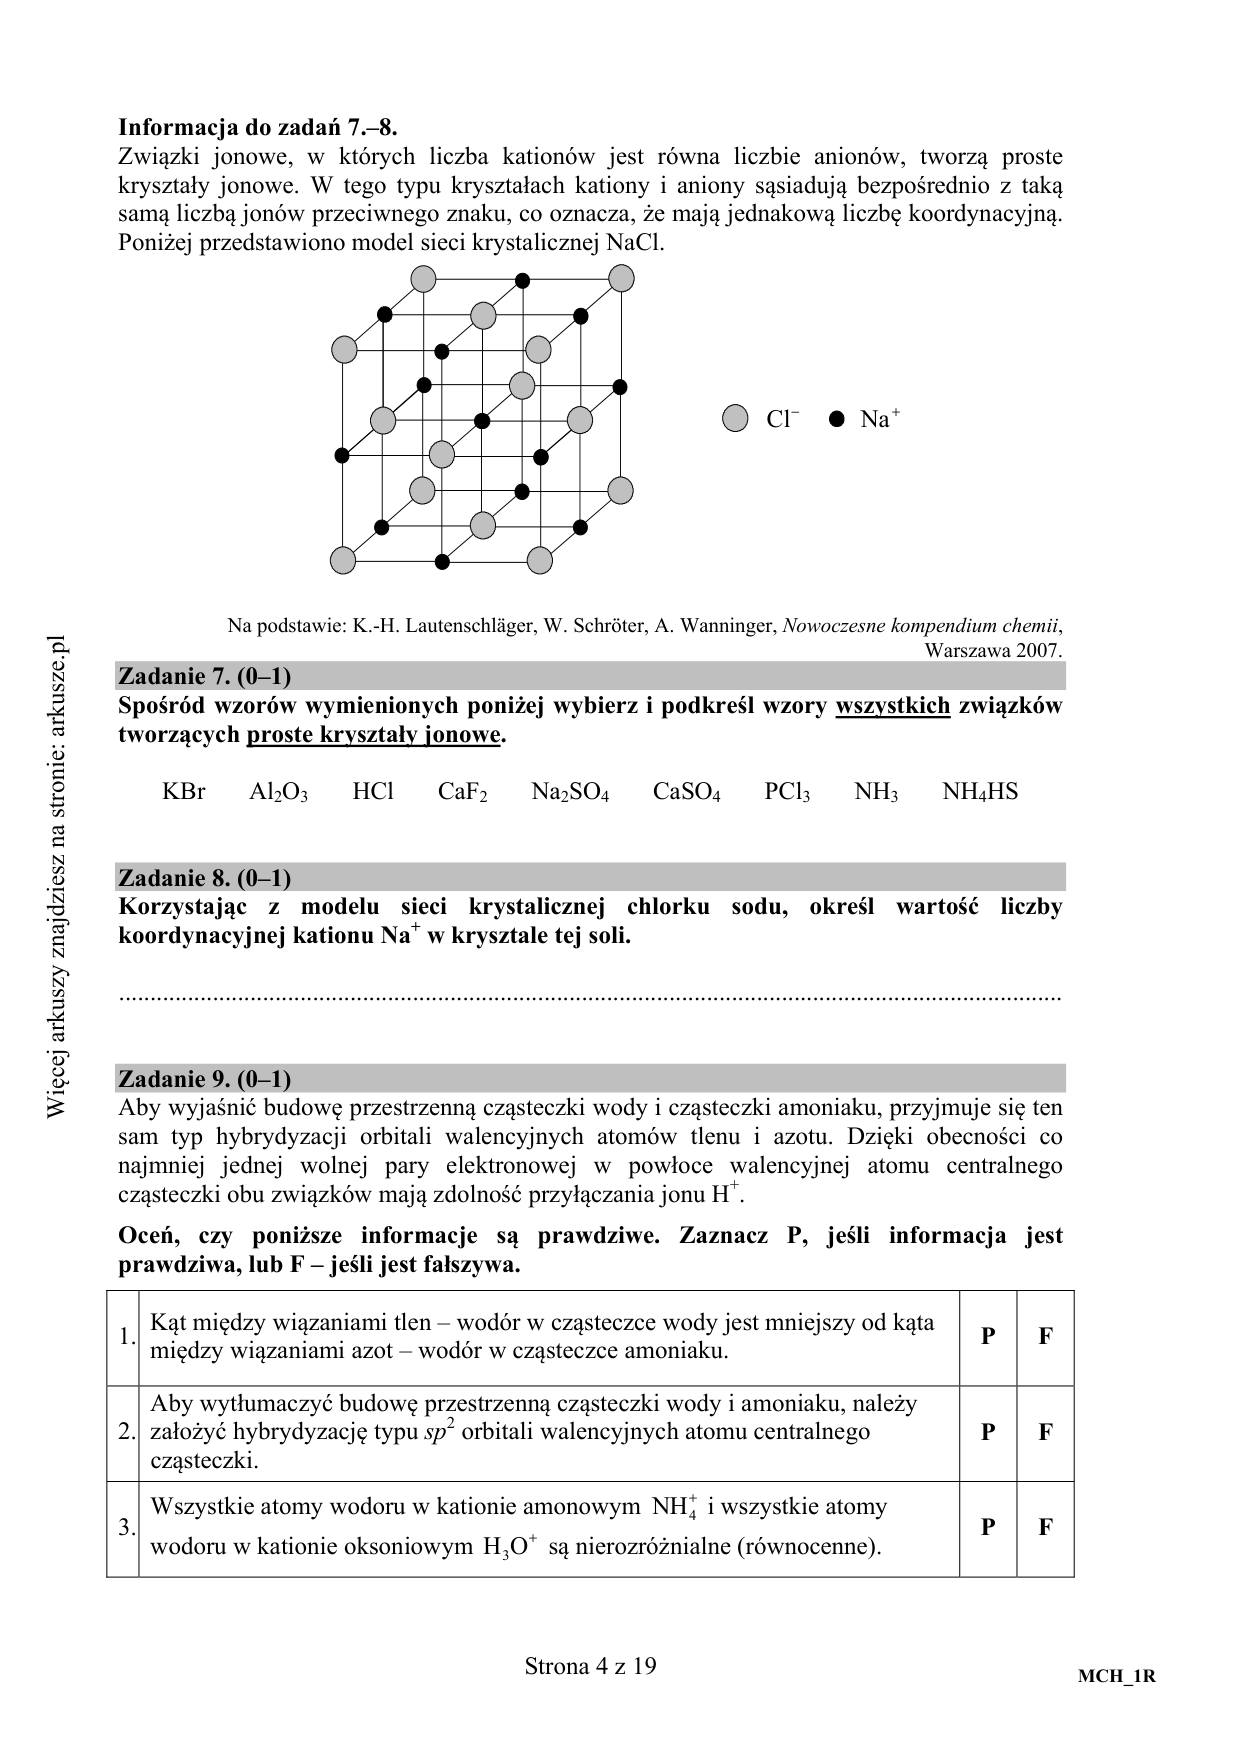 Informacja do zadań 7.–8.
Związki jonowe, w których liczba kationów jest równa liczbie anionów, tworzą proste
kryształy jonowe. W tego typu kryształach kationy i aniony sąsiadują bezpośrednio z taką
samą liczbą jonów przeciwnego znaku, co oznacza, że mają jednakową liczbę koordynacyjną.
Poniżej przedstawiono model sieci krystalicznej NaCl.
Cl⁻ Na⁺
Na podstawie: K.-H. Lautenschläger, W. Schröter, A. Wanninger, Nowoczesne kompendium chemii,
Warszawa 2007.
Zadanie 7. (0–1)
Spośród wzorów wymienionych poniżej wybierz i podkreśl wzory wszystkich związków
tworzących proste kryształy jonowe.
KBr Al₂O₃ HCl CaF₂ Na₂SO₄ CaSO₄ PCl₃ NH₃ NH₄HS
Zadanie 8. (0–1)
Korzystając z modelu sieci krystalicznej chlorku sodu, określ wartość liczby
koordynacyjnej kationu Na⁺ w krysztale tej soli.
Zadanie 9. (0–1)
Aby wyjaśnić budowę przestrzenną cząsteczki wody i cząsteczki amoniaku, przyjmuje się ten
sam typ hybrydyzacji orbitali walencyjnych atomów tlenu i azotu. Dzięki obecności co
najmniej jednej wolnej pary elektronowej w powłoce walencyjnej atomu centralnego
cząsteczki obu związków mają zdolność przyłączania jonu H⁺.
Oceń, czy poniższe informacje są prawdziwe. Zaznacz P, jeśli informacja jest
prawdziwa, lub F – jeśli jest fałszywa.
1. Kąt między wiązaniami tlen – wodór w cząsteczce wody jest mniejszy od kąta
między wiązaniami azot – wodór w cząsteczce amoniaku. P F
2. Aby wytłumaczyć budowę przestrzenną cząsteczki wody i amoniaku, należy
założyć hybrydyzację typu sp² orbitali walencyjnych atomu centralnego
cząsteczki. P F
3. Wszystkie atomy wodoru w kationie amonowym NH₄⁺ i wszystkie atomy
wodoru w kationie oksoniowym H₃O⁺ są nierozróżnialne (równocenne). P F
Strona 4 z 19
MCH_1R
Więcej arkuszy znajdziesz na stronie: arkusze.pl